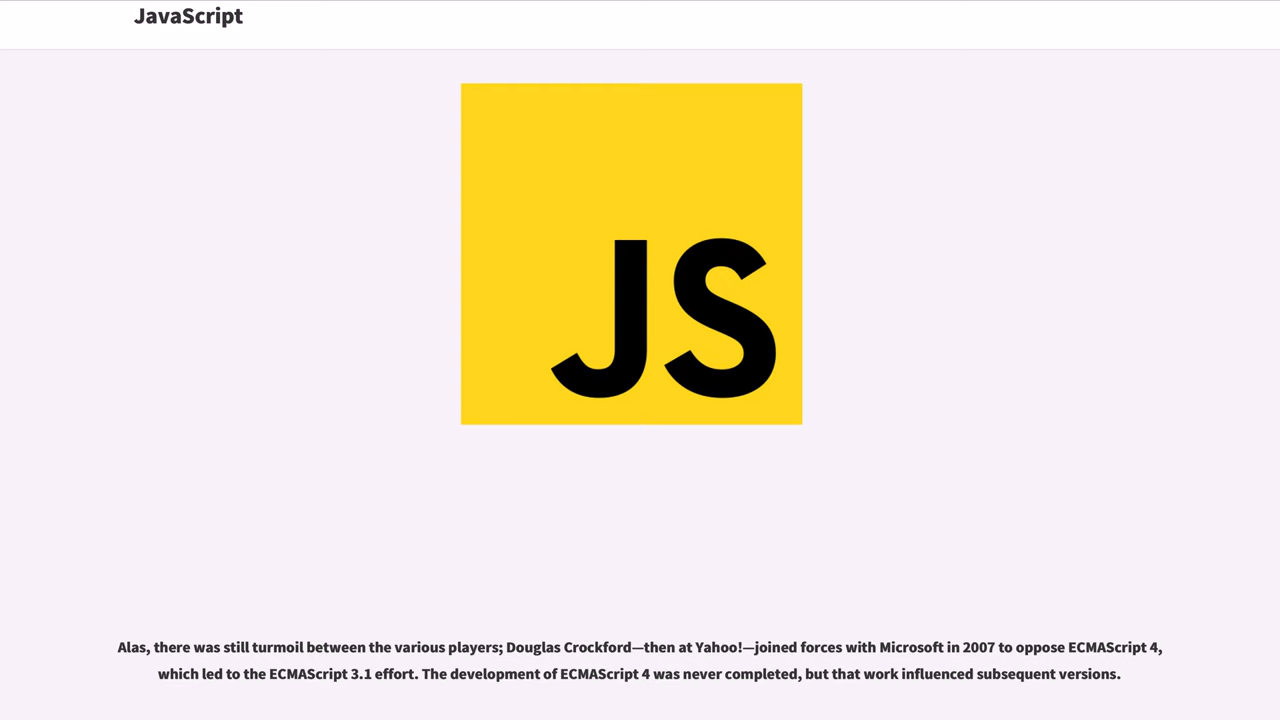 JavaScript
JS
Alas, there was still turmoil between the various players; Douglas Crockford—then at Yahoo!—joined forces with Microsoft in 2007 to oppose ECMAScript 4,
which led to the ECMAScript 3.1 effort. The development of ECMAScript 4 was never completed, but that work influenced subsequent versions.